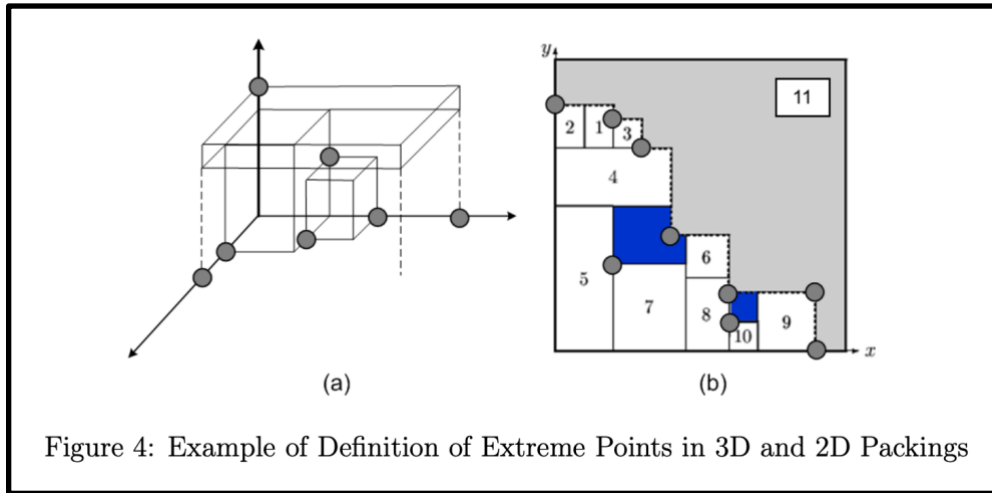 y
11
2 1 3
4
6
5
7 8 9
10
x
(a) (b)
Figure 4: Example of Definition of Extreme Points in 3D and 2D Packings